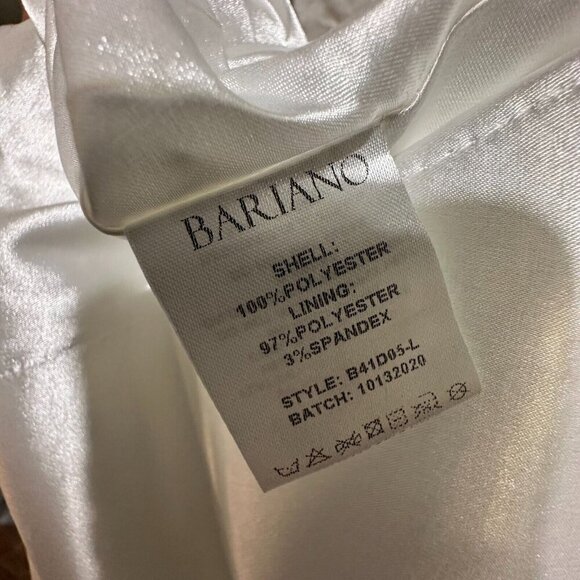 BARIANO
SHELL:
100%POLYESTER
LINING:
97%POLYESTER
3%SPANDEX
STYLE: B41D05-L
BATCH: 10132020